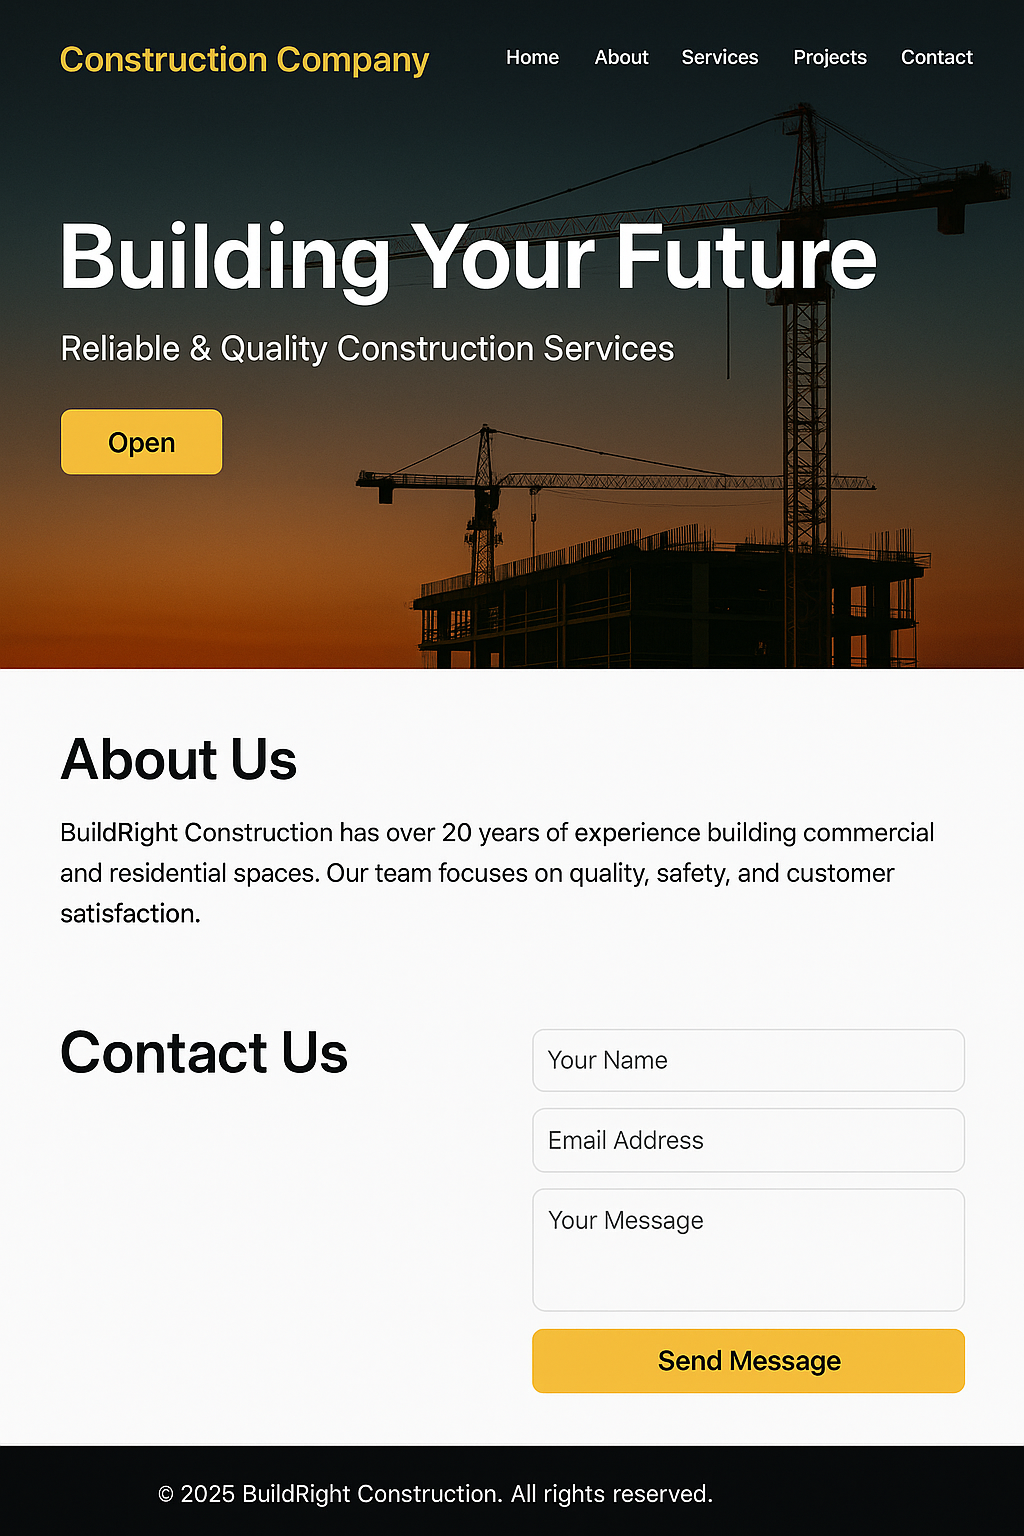 Construction Company
Home About Services Projects Contact
Building Your Future
Reliable & Quality Construction Services
Open
About Us
BuildRight Construction has over 20 years of experience building commercial
and residential spaces. Our team focuses on quality, safety, and customer
satisfaction.
Contact Us
Your Name
Email Address
Your Message
Send Message
© 2025 BuildRight Construction. All rights reserved.